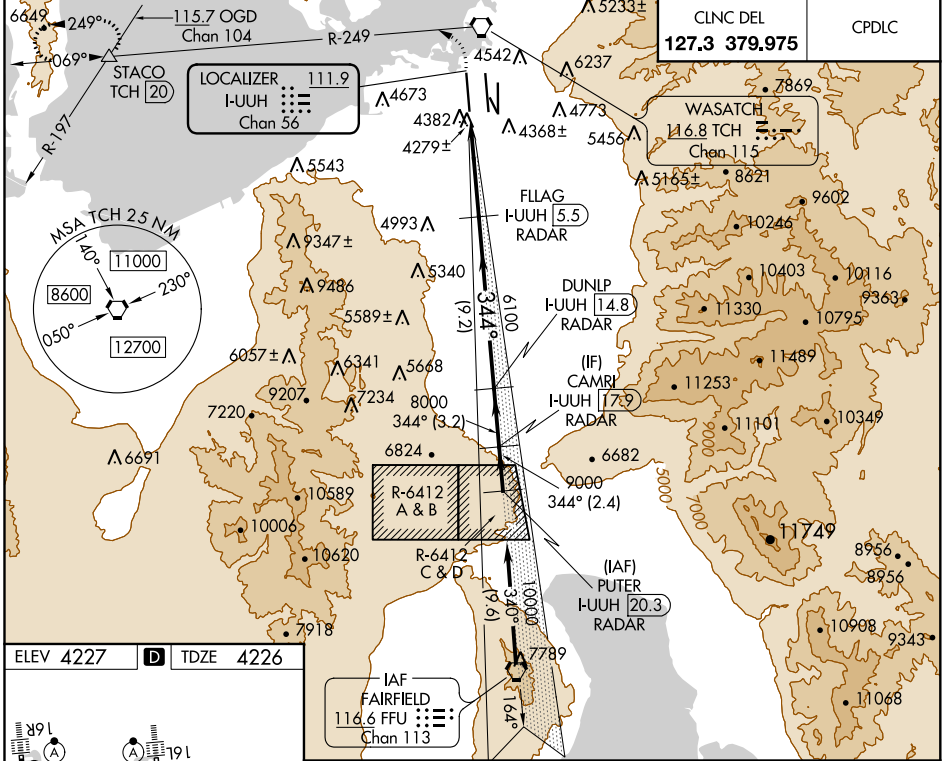 6649
249°
069°
STACO
TCH 20
115.7 OGD
Chan 104
R-249
R-197
LOCALIZER 111.9
I-UUH
Chan 56
4542
5233±
CLNC DEL
127.3 379.975
CPDLC
6237
7869
WASATCH
116.8 TCH
Chan 115
4673
4382
4279±
4368±
4773
5456
5165±
8621
5543
9602
FLLAG
I-UUH 5.5
RADAR
4993
10246
MSA TCH 25 NM
140°
11000
230°
8600
050°
12700
9347±
9486
5340
5589±
344°
(9.2)
6100
DUNLP
I-UUH 14.8
RADAR
10403
10116
9363
11330
10795
6057±
6341
5668
7234
9207
7220
8000
344° (3.2)
(IF)
CAMRI
I-UUH 17.9
RADAR
11489
11253
10349
11101
9000
6691
6824
6682
9000
344° (2.4)
5000
7000
R-6412
A & B
R-6412
C & D
10589
10006
10620
11749
8956
8956
(IAF)
PUTER
I-UUH 20.3
RADAR
340°
(9.6)
10000
7918
7789
10908
9343
11068
IAF
FAIRFIELD
116.6 FFU
Chan 113
164°
ELEV 4227 D TDZE 4226
16R
A
A
16L